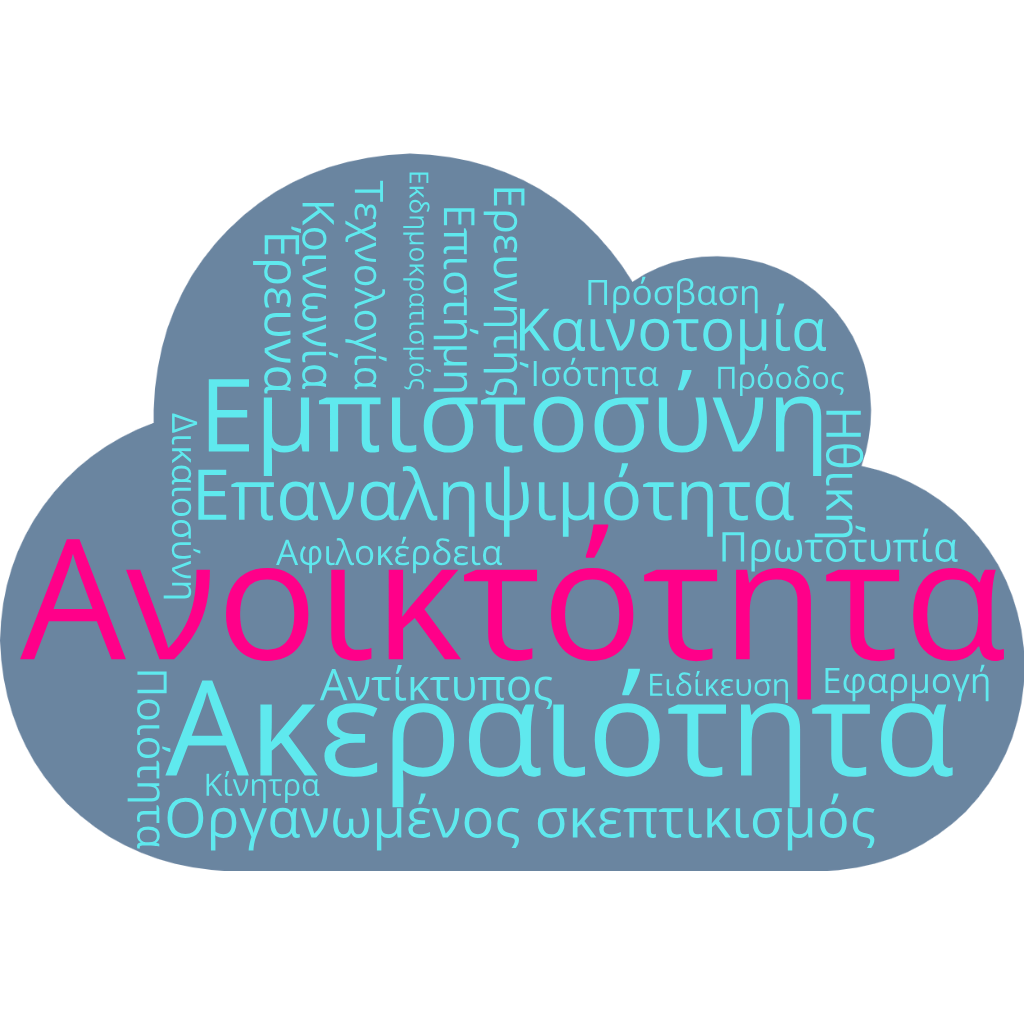 Έρευνα
Κοινωνία
Τεχνολογία
Εκδημοκρατισμός
Επιστήμη
Ερευνητής
Πρόσβαση
Καινοτομία
Ισότητα
Πρόοδος
Εμπιστοσύνη
Ηθική
Δικαιοσύνη
Επαναληψιμότητα
Αφιλοκέρδεια
Πρωτοτυπία
Ανοικτότητα
Ποιότητα
Αντίκτυπος
Ειδίκευση
Εφαρμογή
Ακεραιότητα
Κίνητρα
Οργανωμένος σκεπτικισμός